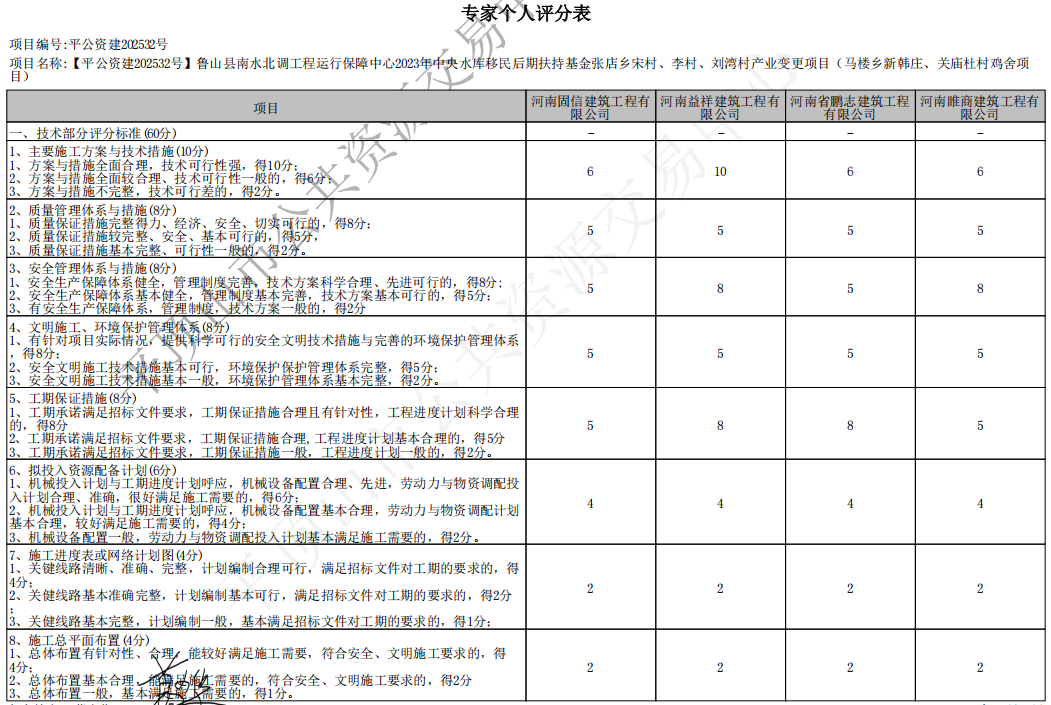 专家个人评分表
项目编号:平公资建202532号
项目名称:【平公资建202532号】鲁山县南水北调工程运行保障中心2023年中央水库移民后期扶持基金张店乡宋村、李村、刘湾村产业变更项目（马楼乡新韩庄、关庙杜村鸡舍项
目）
项目 河南固信建筑工程有限公司 河南益祥建筑工程有限公司 河南省鹏志建筑工程有限公司 河南睢商建筑工程有限公司
一、技术部分评分标准(60分) - - - -
1、主要施工方案与技术措施(10分)
1、方案与措施全面合理，技术可行性强，得10分；
2、方案与措施全面较合理、技术可行性一般的，得6分；
3、方案与措施不完整，技术可行差的，得2分。
6 10 6 6
2、质量管理体系与措施(8分)
1、质量保证措施完整得力、经济、安全、切实可行的，得8分；
2、质量保证措施较完整、安全、基本可行的，得5分，
3、质量保证措施基本完整、可行性一般的，得2分。
5 5 5 5
3、安全管理体系与措施(8分)
1、安全生产保障体系健全，管理制度完善，技术方案科学合理、先进可行的，得8分；
2、安全生产保障体系基本健全，管理制度基本完善，技术方案基本可行的，得5分；
3、有安全生产保障体系，管理制度，技术方案一般的，得2分
5 8 5 8
4、文明施工、环境保护管理体系(8分)
1、有针对项目实际情况，提供科学可行的安全文明技术措施与完善的环境保护管理体系
，得8分；
2、安全文明施工技术措施基本可行，环境保护保护管理体系完整，得5分；
3、安全文明施工技术措施基本一般，环境保护管理体系基本完整，得2分。
5 5 5 5
5、工期保证措施(8分)
1、工期承诺满足招标文件要求，工期保证措施合理且有针对性，工程进度计划科学合理
的，得8分
2、工期承诺满足招标文件要求，工期保证措施合理,工程进度计划基本合理的，得5分
3、工期承诺满足招标文件要求，工期保证措施一般，工程进度计划一般的，得2分。
5 8 8 5
6、拟投入资源配备计划(6分)
1、机械投入计划与工期进度计划呼应，机械设备配置合理、先进，劳动力与物资调配投
入计划合理、准确，很好满足施工需要的，得6分；
2、机械投入计划与工期进度计划呼应，机械设备配置基本合理，劳动力与物资调配计划
基本合理，较好满足施工需要的，得4分；
3、机械设备配置一般，劳动力与物资调配投入计划基本满足施工需要的，得2分。
4 4 4 4
7、施工进度表或网络计划图(4分)
1、关键线路清晰、准确、完整，计划编制合理可行，满足招标文件对工期的要求的，得
4分；
2、关健线路基本准确完整，计划编制基本可行，满足招标文件对工期的要求的，得2分
；
3、关健线路基本完整，计划编制一般，基本满足招标文件对工期的要求的，得1分；
2 2 2 2
8、施工总平面布置(4分)
1、总体布置有针对性、合理，能较好满足施工需要，符合安全、文明施工要求的，得
4分；
2、总体布置基本合理、能满足施工需要的，符合安全、文明施工要求的，得2分
3、总体布置一般，基本满足施工需要的，得1分。
2 2 2 2
平顶山市公共资源交易中心
平顶山市公共资源交易中心